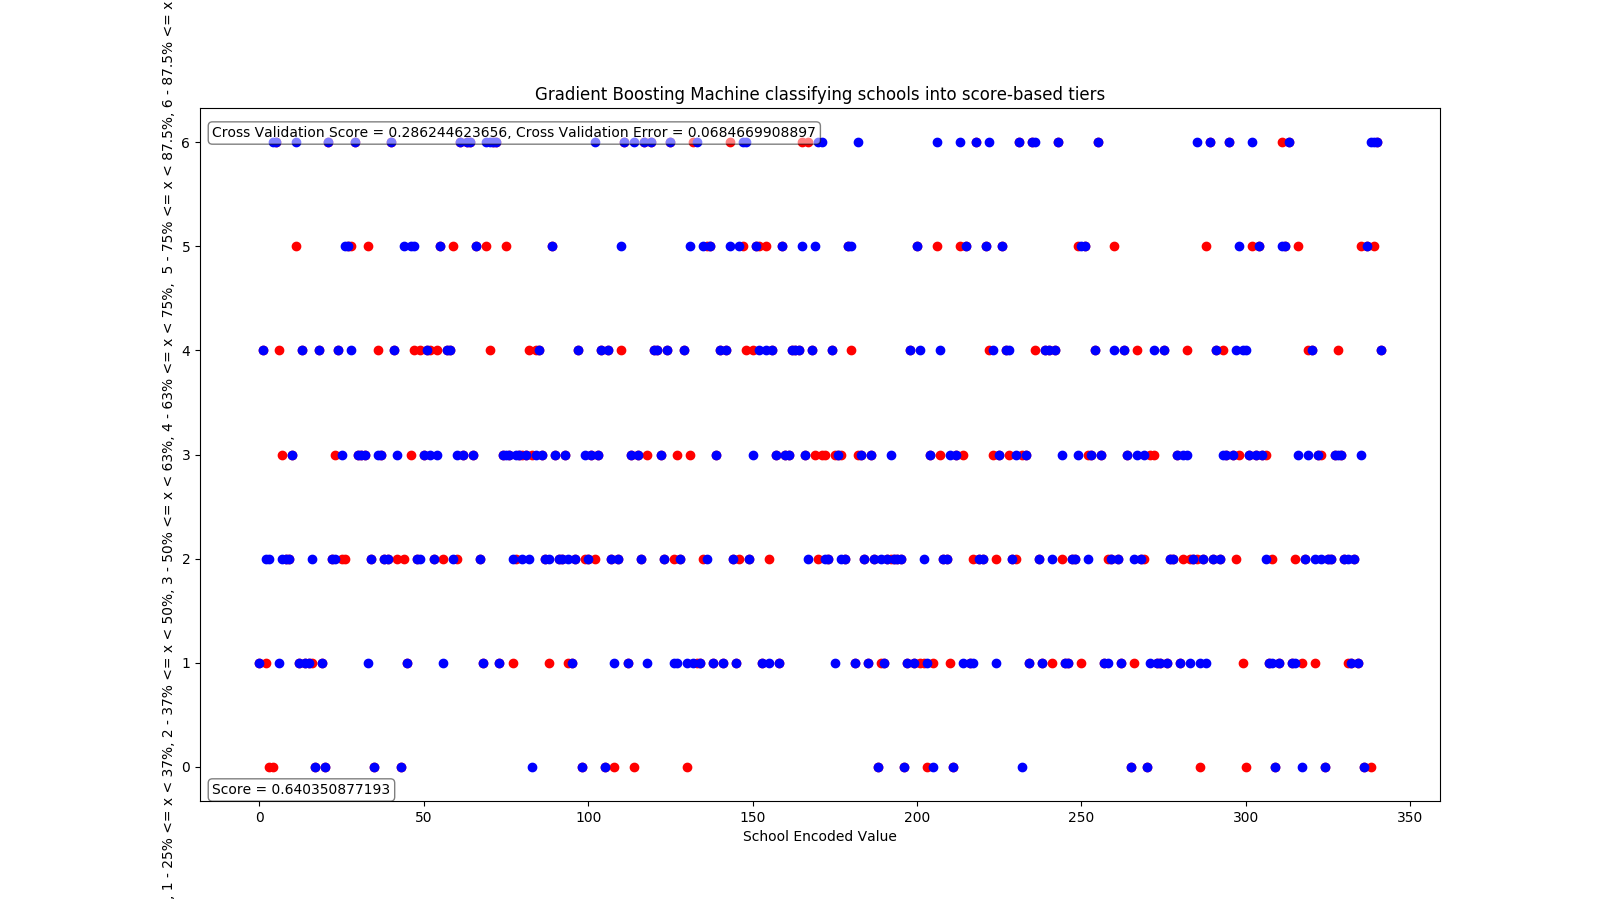 Gradient Boosting Machine classifying schools into score-based tiers
Cross Validation Score = 0.286244623656, Cross Validation Error = 0.0684669908897
, 1 - 25% <= x < 37%, 2 - 37% <= x < 50%, 3 - 50% <= x < 63%, 4 - 63% <= x < 75%, 5 - 75% <= x < 87.5%, 6 - 87.5% <= x
6
5
4
3
2
1
0
Score = 0.640350877193
0 50 100 150 200 250 300 350
School Encoded Value